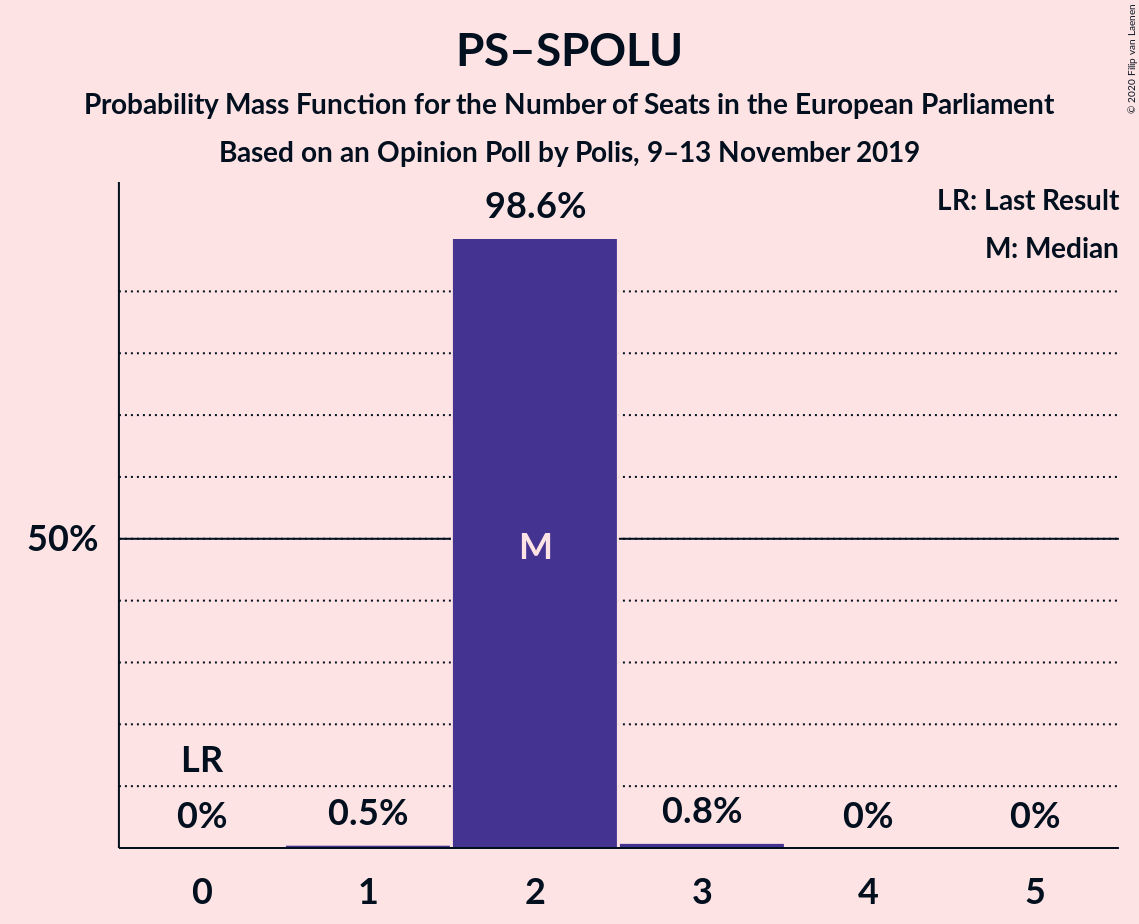 PS–SPOLU
Probability Mass Function for the Number of Seats in the European Parliament
Based on an Opinion Poll by Polis, 9–13 November 2019
© 2020 Filip van Laenen
LR: Last Result
M: Median
98.6%
50%
M
LR
0%
0.5%
0.8%
0%
0%
0
1
2
3
4
5